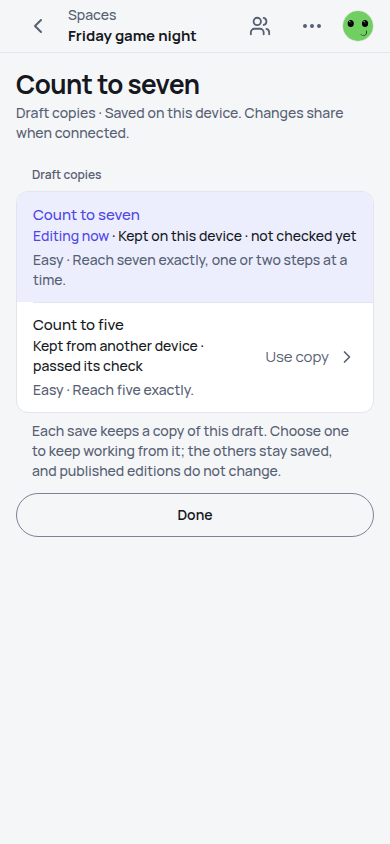 Spaces
Friday game night
Count to seven
Draft copies · Saved on this device. Changes share
when connected.
Draft copies
Count to seven
Editing now · Kept on this device · not checked yet
Easy · Reach seven exactly, one or two steps at a
time.
Count to five
Kept from another device ·
passed its check
Use copy
Easy · Reach five exactly.
Each save keeps a copy of this draft. Choose one
to keep working from it; the others stay saved,
and published editions do not change.
Done